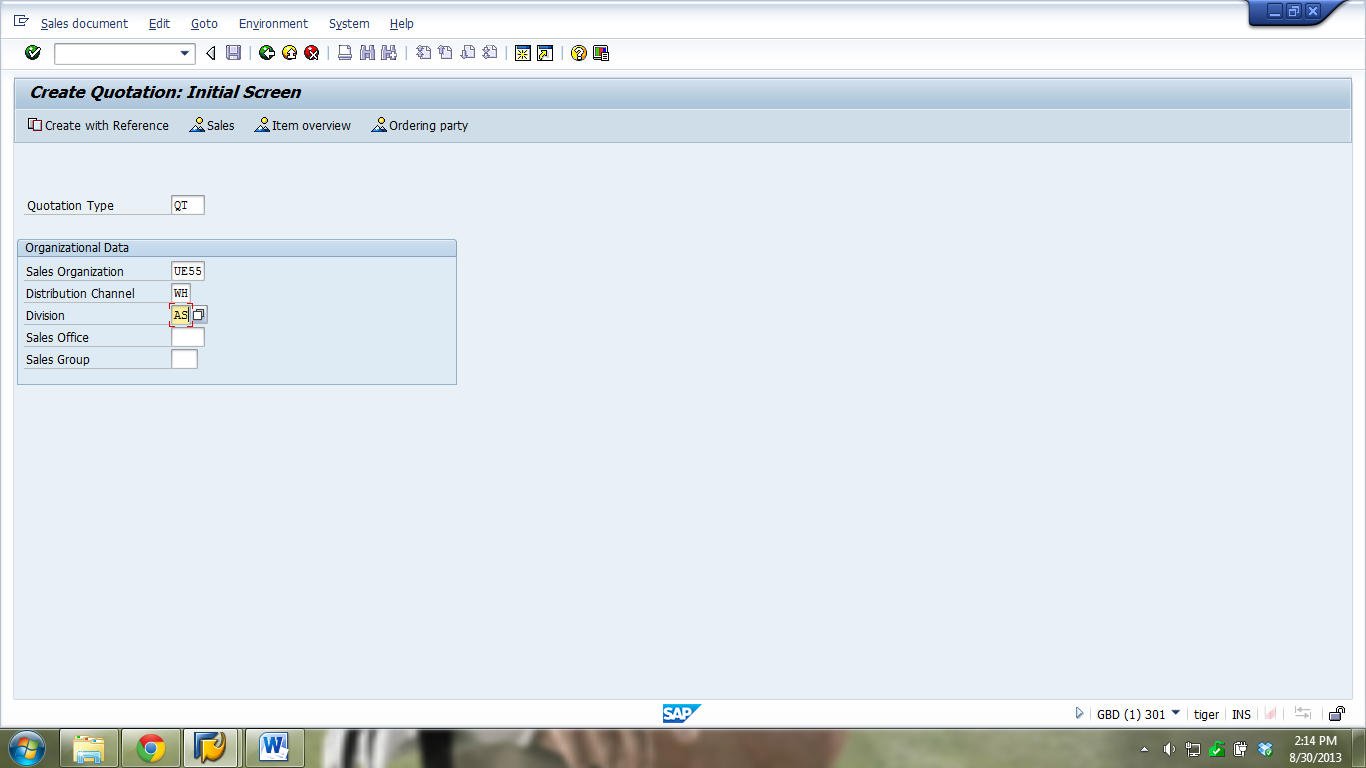 Sales document Edit Goto Environment System Help
Create Quotation: Initial Screen
Create with Reference Sales Item overview Ordering party
Quotation Type QT
Organizational Data
Sales Organization UE55
Distribution Channel WH
Division AS
Sales Office
Sales Group
SAP GBD (1) 301 tiger INS
2:14 PM
8/30/2013